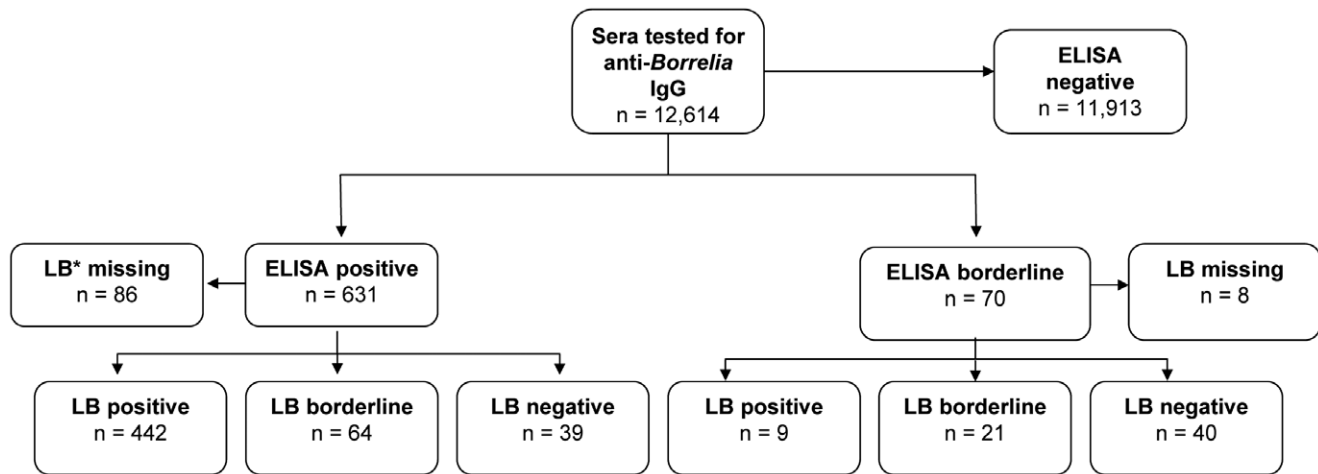 Sera tested for
anti-Borrelia
IgG
n = 12,614
ELISA
negative
n = 11,913
LB* missing
n = 86
ELISA positive
n = 631
ELISA borderline
n = 70
LB missing
n = 8
LB positive
n = 442
LB borderline
n = 64
LB negative
n = 39
LB positive
n = 9
LB borderline
n = 21
LB negative
n = 40